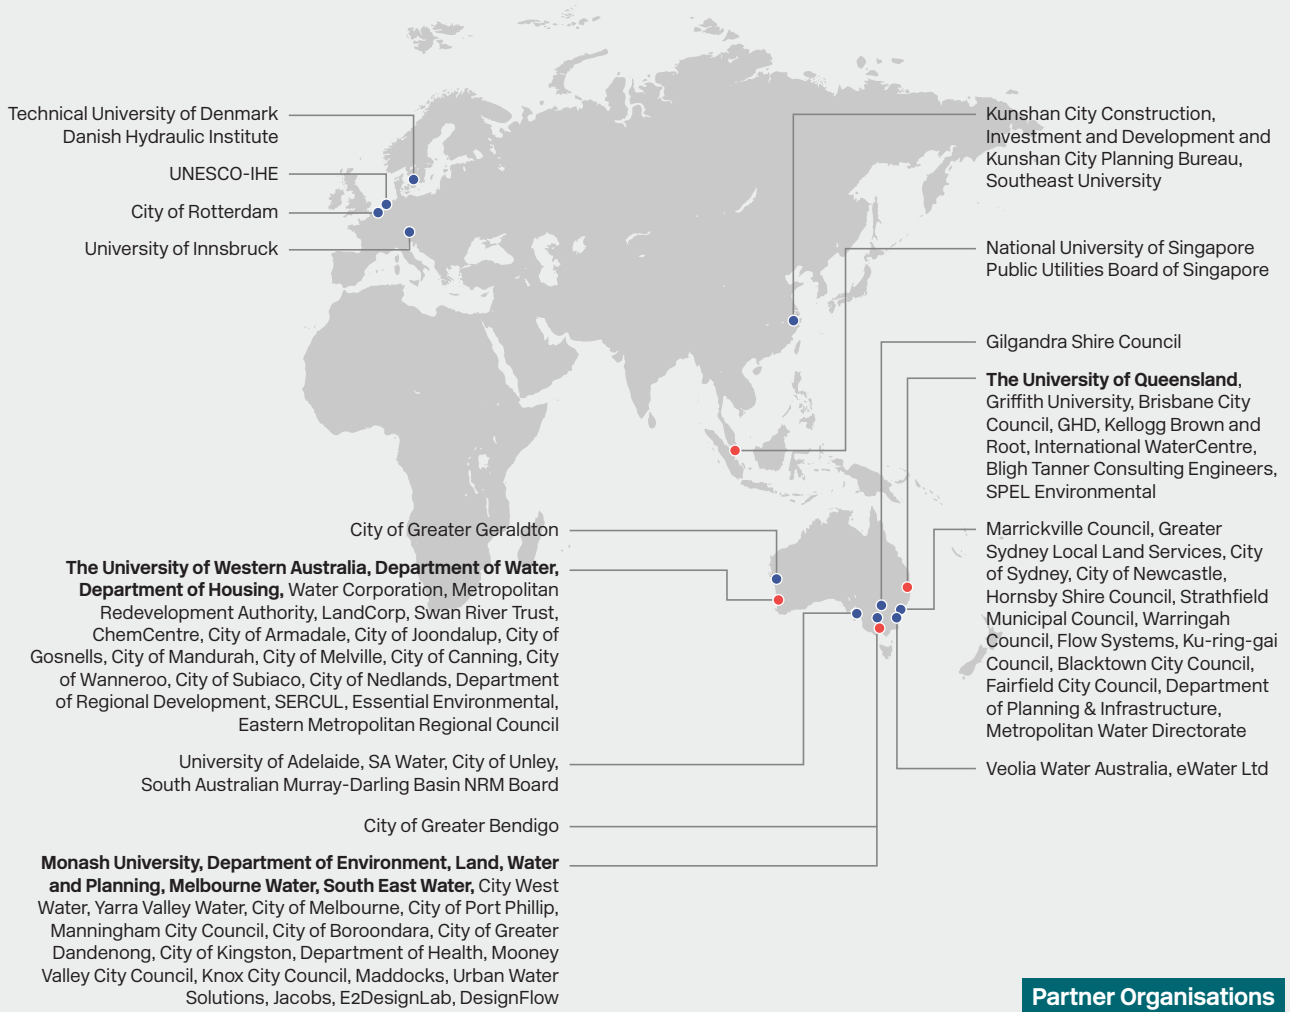 Technical University of Denmark
Danish Hydraulic Institute
UNESCO-IHE
City of Rotterdam
University of Innsbruck
City of Greater Geraldton
The University of Western Australia, Department of Water,
Department of Housing, Water Corporation, Metropolitan
Redevelopment Authority, LandCorp, Swan River Trust,
ChemCentre, City of Armadale, City of Joondalup, City of
Gosnells, City of Mandurah, City of Melville, City of Canning, City
of Wanneroo, City of Subiaco, City of Nedlands, Department
of Regional Development, SERCUL, Essential Environmental,
Eastern Metropolitan Regional Council
University of Adelaide, SA Water, City of Unley,
South Australian Murray-Darling Basin NRM Board
City of Greater Bendigo
Monash University, Department of Environment, Land, Water
and Planning, Melbourne Water, South East Water, City West
Water, Yarra Valley Water, City of Melbourne, City of Port Phillip,
Manningham City Council, City of Boroondara, City of Greater
Dandenong, City of Kingston, Department of Health, Mooney
Valley City Council, Knox City Council, Maddocks, Urban Water
Solutions, Jacobs, E2DesignLab, DesignFlow
Kunshan City Construction,
Investment and Development and
Kunshan City Planning Bureau,
Southeast University
National University of Singapore
Public Utilities Board of Singapore
Gilgandra Shire Council
The University of Queensland,
Griffith University, Brisbane City
Council, GHD, Kellogg Brown and
Root, International WaterCentre,
Bligh Tanner Consulting Engineers,
SPEL Environmental
Marrickville Council, Greater
Sydney Local Land Services, City
of Sydney, City of Newcastle,
Hornsby Shire Council, Strathfield
Municipal Council, Warringah
Council, Flow Systems, Ku-ring-gai
Council, Blacktown City Council,
Fairfield City Council, Department
of Planning & Infrastructure,
Metropolitan Water Directorate
Veolia Water Australia, eWater Ltd
Partner Organisations